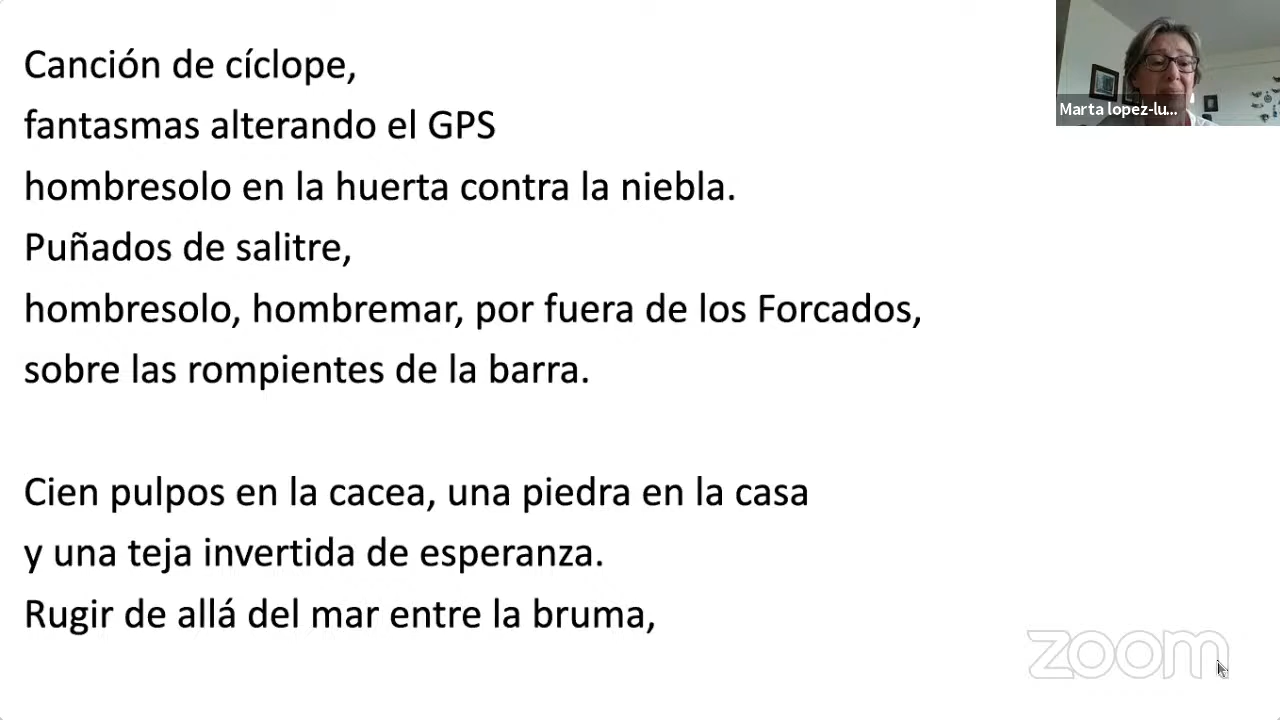 Canción de cíclope,
fantasmas alterando el GPS
hombresolo en la huerta contra la niebla.
Puñados de salitre,
hombresolo, hombremar, por fuera de los Forcados,
sobre las rompientes de la barra.
Cien pulpos en la cacea, una piedra en la casa
y una teja invertida de esperanza.
Rugir de allá del mar entre la bruma,
Marta lopez-lu...
zoom